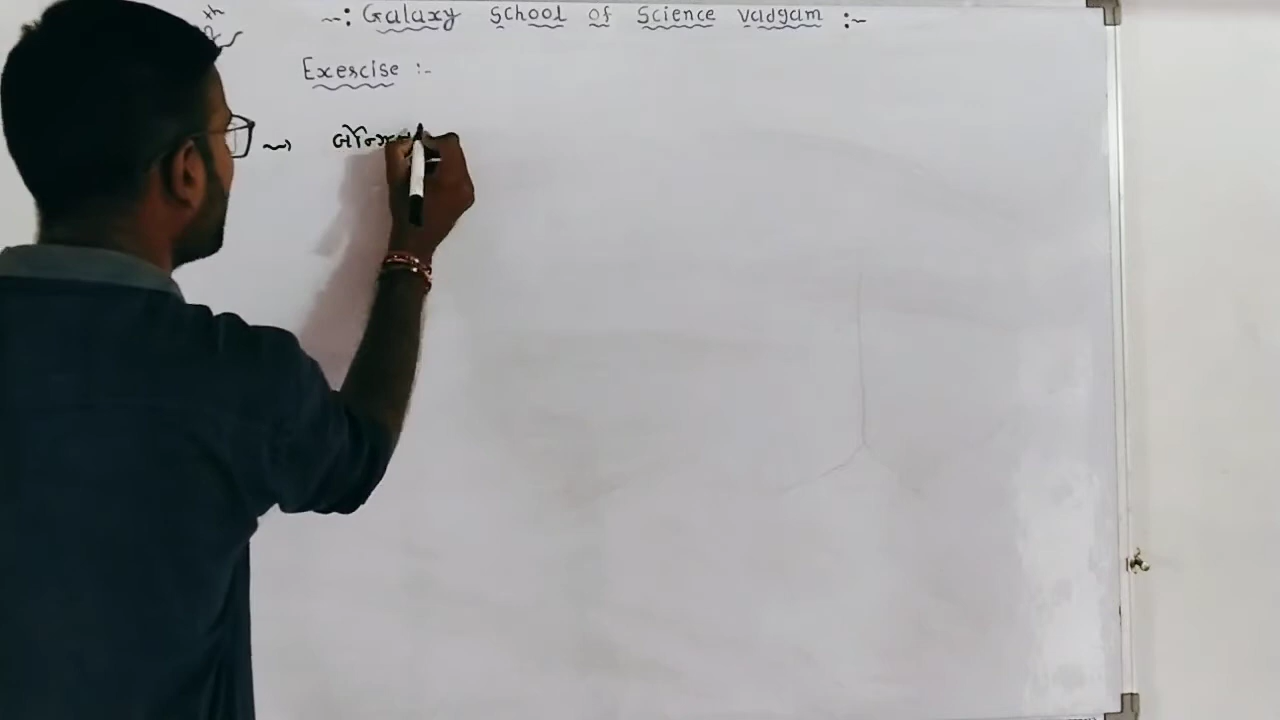 ~: Galaxy School of Science Vadgam :~
Exercise :-